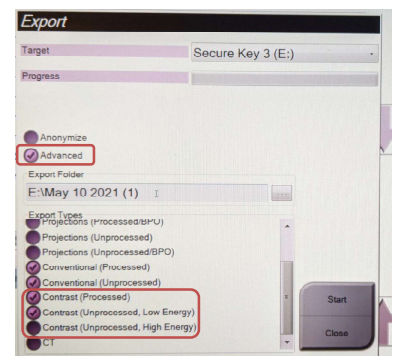 Export
Target
Secure Key 3 (E:)
Progress
Anonymize
Advanced
Export Folder
E:\May 10 2021 (1)
...
Export Types
Projections (Processed/BPO)
Projections (Unprocessed)
Projections (Unprocessed/BPO)
Conventional (Processed)
Conventional (Unprocessed)
Contrast (Processed)
Contrast (Unprocessed, Low Energy)
Contrast (Unprocessed, High Energy)
CT
Start
Close